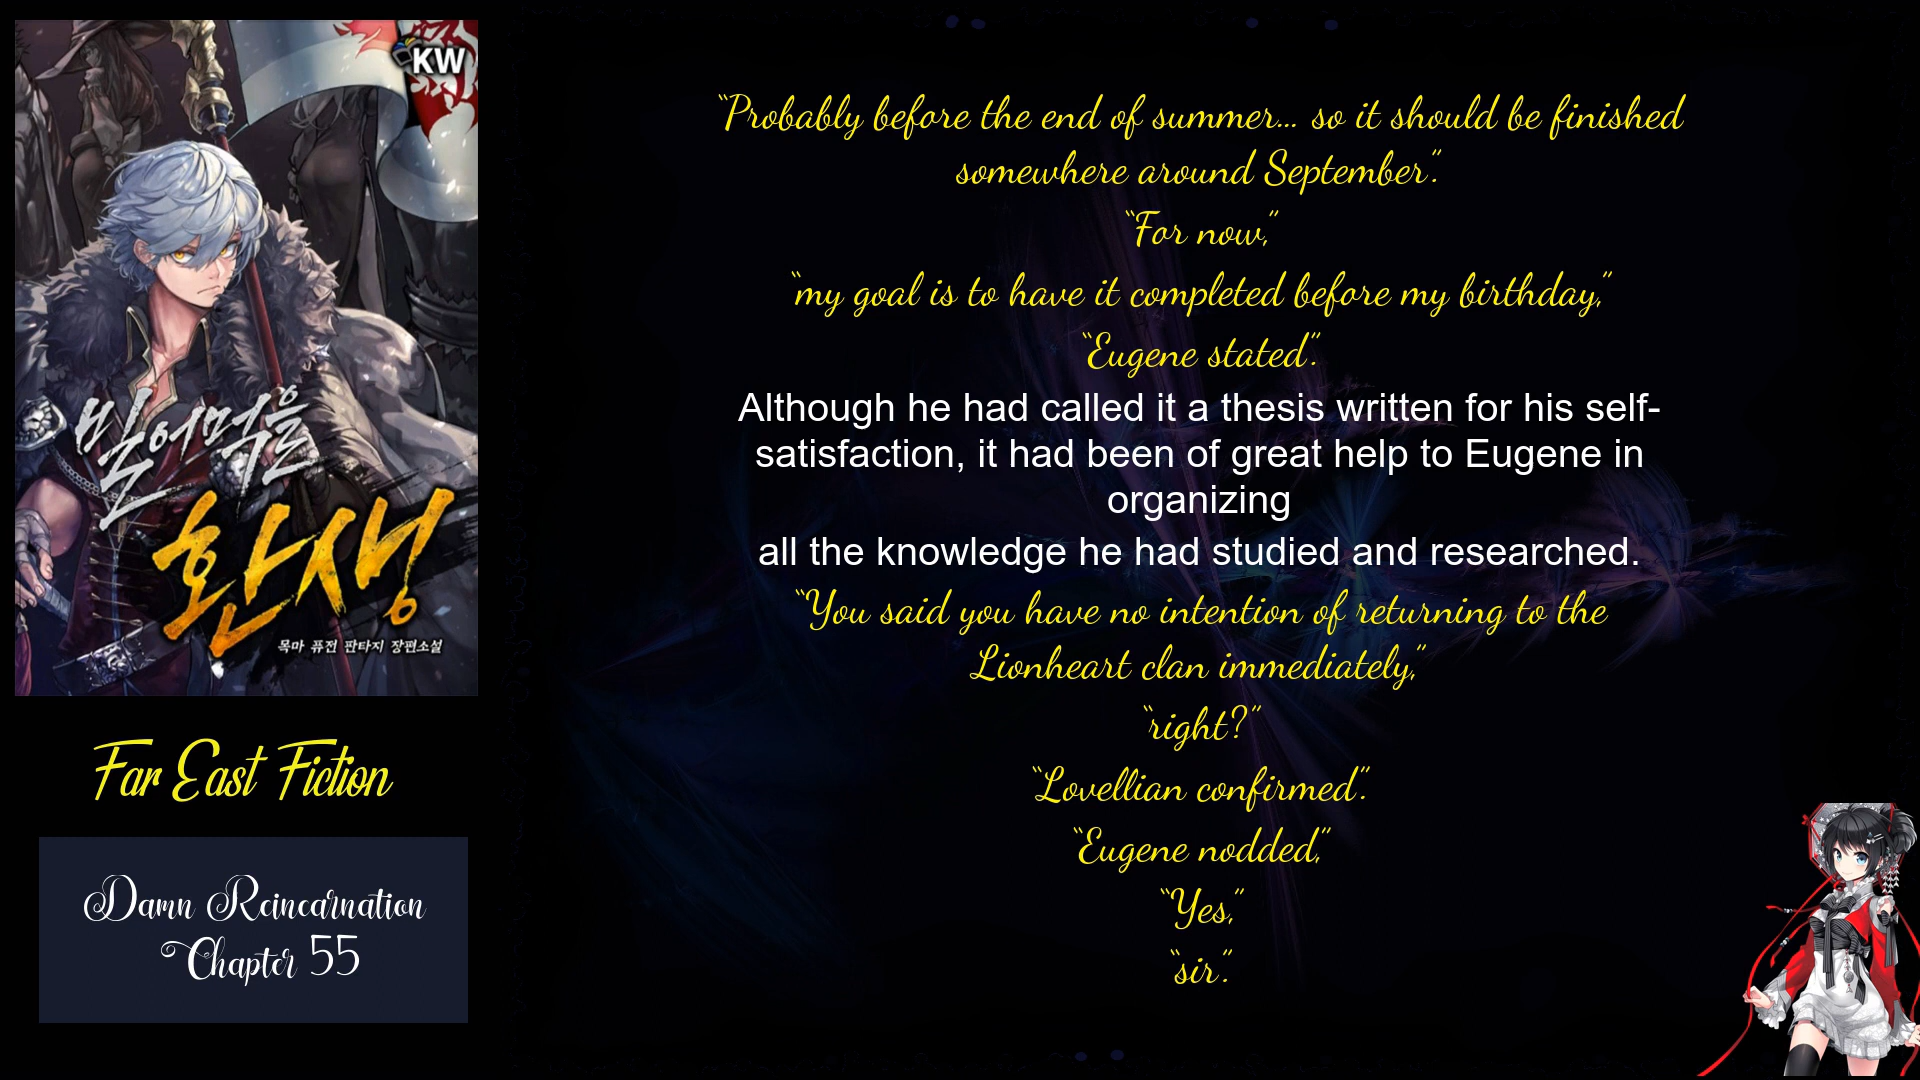 KW
빌어먹을
환생
목마 퓨전 판타지 장편소설
Far East Fiction
Damn Reincarnation
Chapter 55
“Probably before the end of summer… so it should be finished
somewhere around September”.
“For now,”
“my goal is to have it completed before my birthday,”
“Eugene stated”.
Although he had called it a thesis written for his self-
satisfaction, it had been of great help to Eugene in
organizing
all the knowledge he had studied and researched.
“You said you have no intention of returning to the
Lionheart clan immediately,”
“right?”
“Lovellian confirmed”.
“Eugene nodded,”
“Yes,”
“sir”.